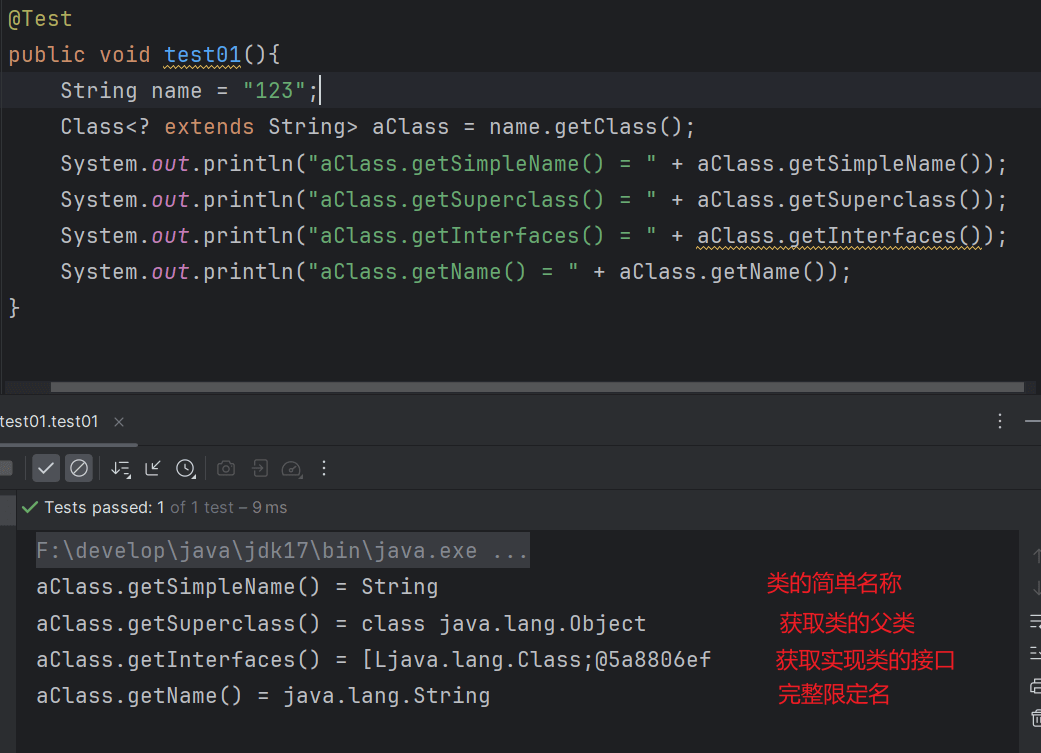 @Test
public void test01(){
String name = "123";
Class<? extends String> aClass = name.getClass();
System.out.println("aClass.getSimpleName() = " + aClass.getSimpleName());
System.out.println("aClass.getSuperclass() = " + aClass.getSuperclass());
System.out.println("aClass.getInterfaces() = " + aClass.getInterfaces());
System.out.println("aClass.getName() = " + aClass.getName());
}
test01.test01
Tests passed: 1 of 1 test – 9 ms
F:\develop\java\jdk17\bin\java.exe ...
aClass.getSimpleName() = String 类的简单名称
aClass.getSuperclass() = class java.lang.Object 获取类的父类
aClass.getInterfaces() = [Ljava.lang.Class;@5a8806ef 获取实现类的接口
aClass.getName() = java.lang.String 完整限定名